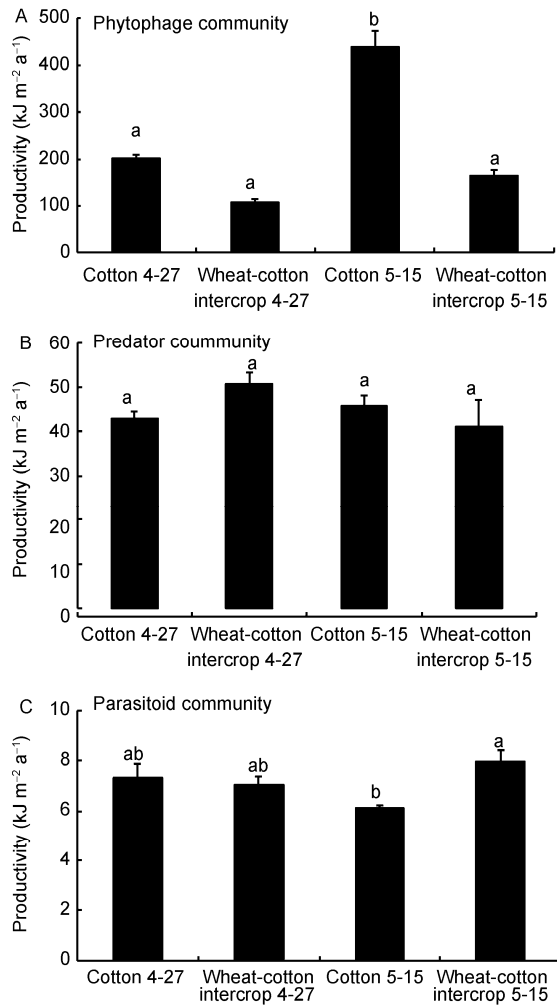 A
Phytophage community
Productivity (kJ m⁻² a⁻¹)
500
400
300
200
100
0
a
a
b
a
Cotton 4-27
Wheat-cotton
intercrop 4-27
Cotton 5-15
Wheat-cotton
intercrop 5-15
B
Predator coummunity
Productivity (kJ m⁻² a⁻¹)
60
50
40
30
20
10
0
a
a
a
a
Cotton 4-27
Wheat-cotton
intercrop 4-27
Cotton 5-15
Wheat-cotton
intercrop 5-15
C
Parasitoid community
Productivity (kJ m⁻² a⁻¹)
10
8
6
4
2
0
ab
ab
b
a
Cotton 4-27
Wheat-cotton
intercrop 4-27
Cotton 5-15
Wheat-cotton
intercrop 5-15